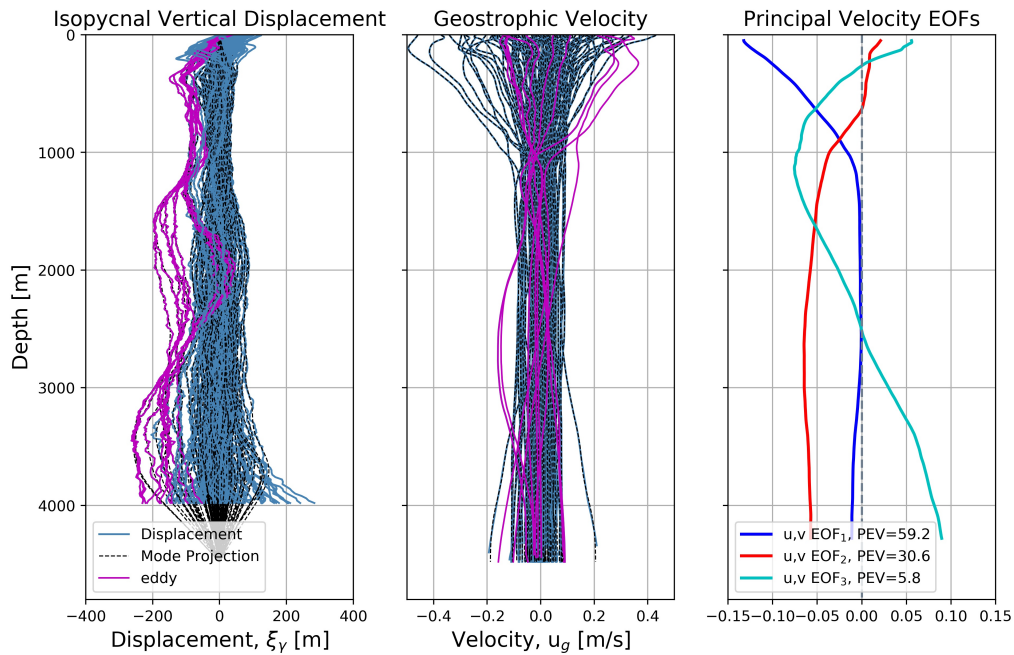 Isopycnal Vertical Displacement
Geostrophic Velocity
Principal Velocity EOFs
0
1000
2000
3000
4000
Depth [m]
Displacement
Mode Projection
eddy
u,v EOF₁, PEV=59.2
u,v EOF₂, PEV=30.6
u,v EOF₃, PEV=5.8
−400 −200 0 200 400
−0.4 −0.2 0.0 0.2 0.4
−0.15 −0.10 −0.05 0.00 0.05 0.10 0.15
Displacement, ξᵧ [m]
Velocity, u_g [m/s]